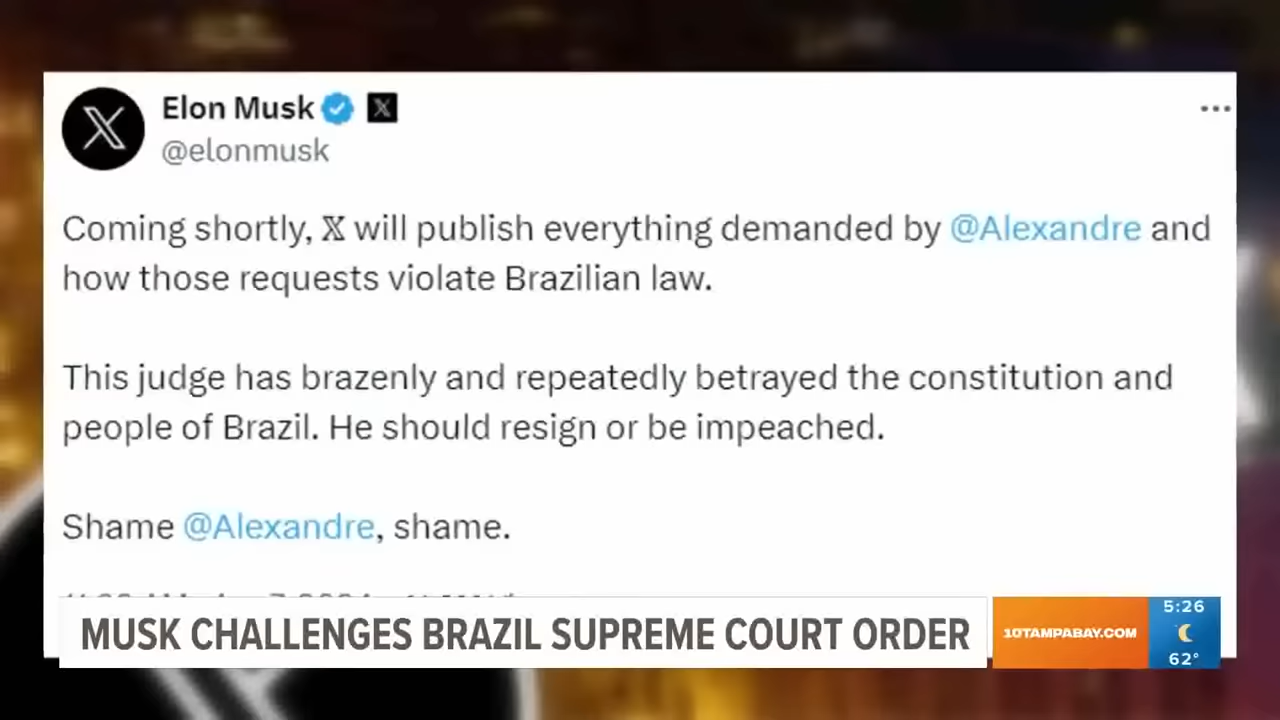 Elon Musk
@elonmusk
Coming shortly, 𝕏 will publish everything demanded by @Alexandre and
how those requests violate Brazilian law.
This judge has brazenly and repeatedly betrayed the constitution and
people of Brazil. He should resign or be impeached.
Shame @Alexandre, shame.
MUSK CHALLENGES BRAZIL SUPREME COURT ORDER
10TAMPABAY.COM
5:26
62°